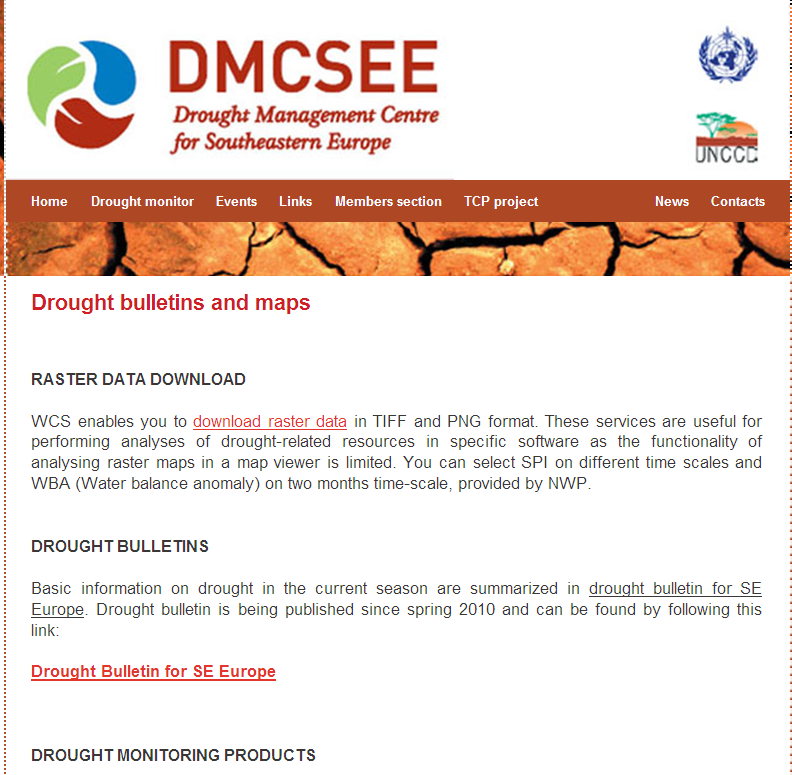 DMCSEE
Drought Management Centre
for Southeastern Europe
UNCCD
Home Drought monitor Events Links Members section TCP project News Contacts
Drought bulletins and maps
RASTER DATA DOWNLOAD
WCS enables you to download raster data in TIFF and PNG format. These services are useful for
performing analyses of drought-related resources in specific software as the functionality of
analysing raster maps in a map viewer is limited. You can select SPI on different time scales and
WBA (Water balance anomaly) on two months time-scale, provided by NWP.
DROUGHT BULLETINS
Basic information on drought in the current season are summarized in drought bulletin for SE
Europe. Drought bulletin is being published since spring 2010 and can be found by following this
link:
Drought Bulletin for SE Europe
DROUGHT MONITORING PRODUCTS